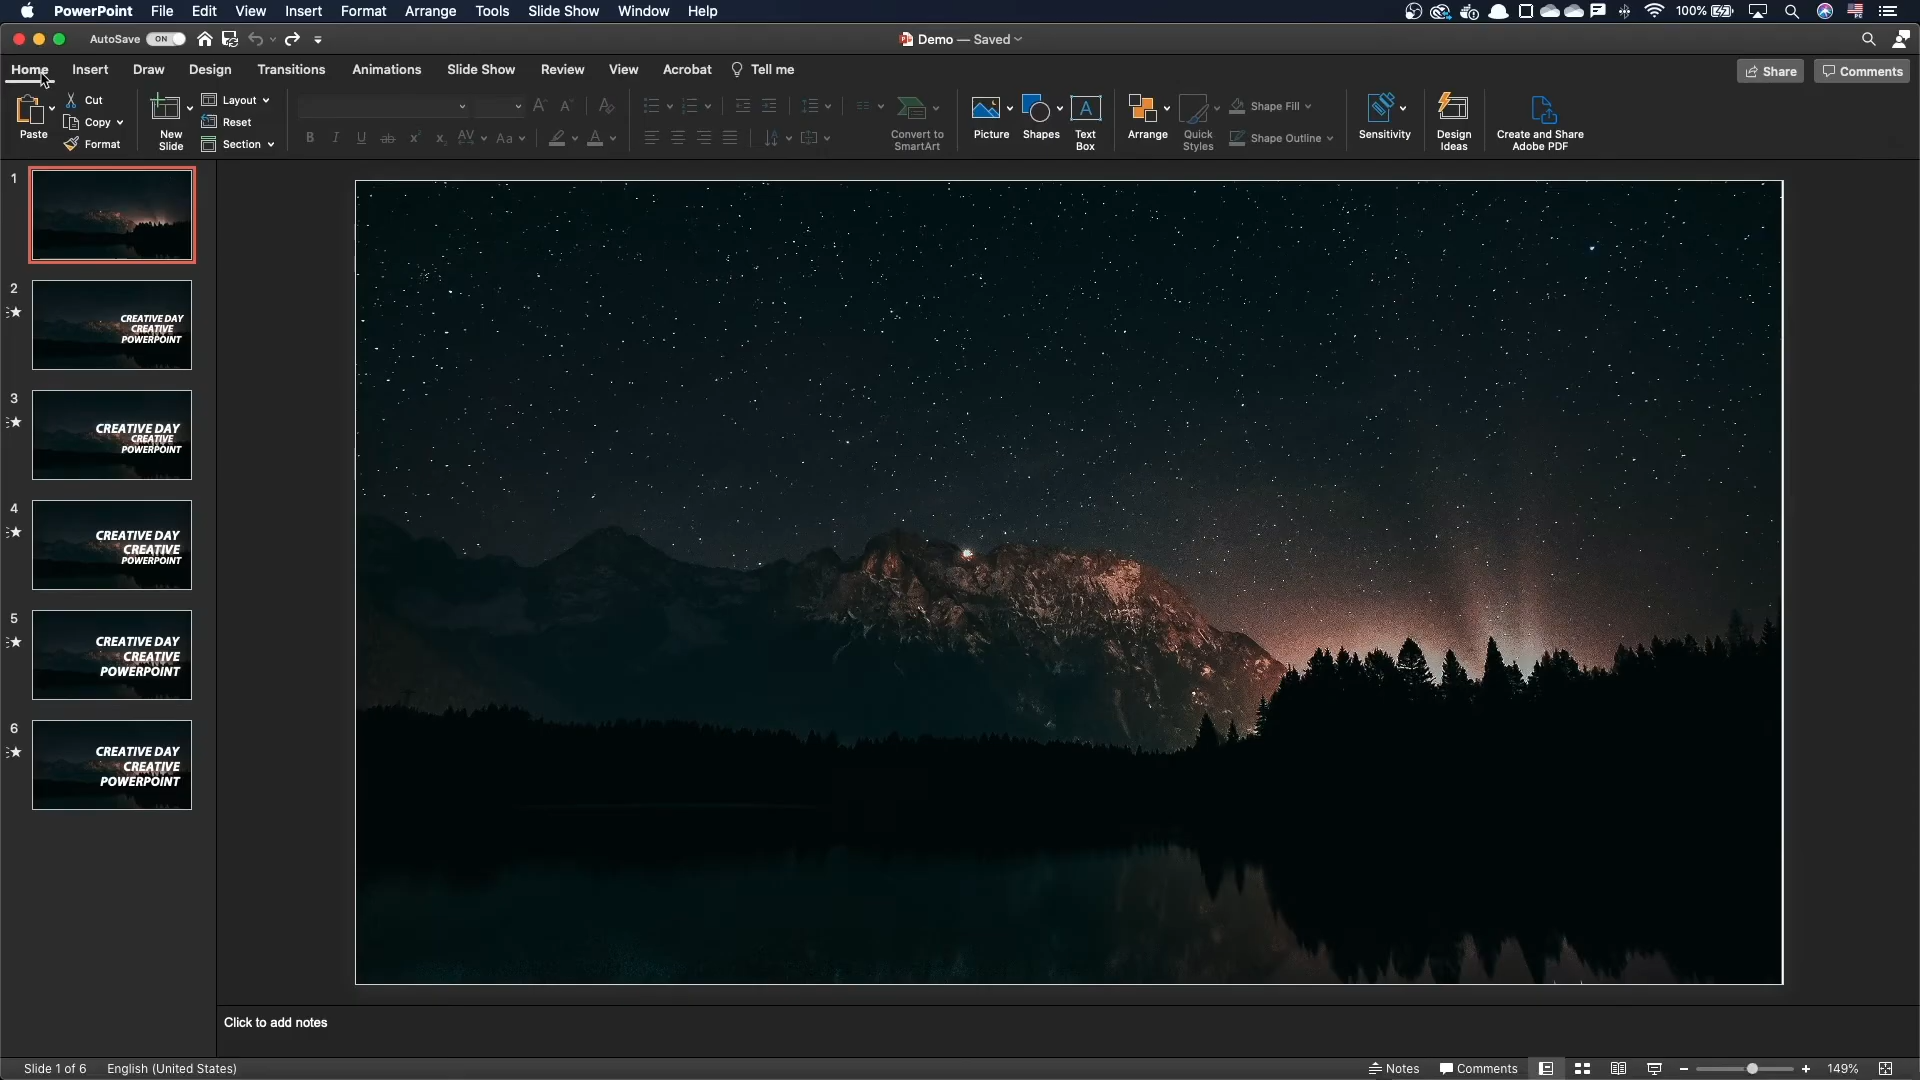 PowerPoint File Edit View Insert Format Arrange Tools Slide Show Window Help 100%
AutoSave ON Demo — Saved
Home Insert Draw Design Transitions Animations Slide Show Review View Acrobat Tell me Share Comments
Paste
Cut
Copy
Format
New
Slide
Layout
Reset
Section
Convert to
SmartArt
Picture
Shapes
Text
Box
Arrange
Quick
Styles
Shape Fill
Shape Outline
Sensitivity
Design
Ideas
Create and Share
Adobe PDF
1
2
CREATIVE DAY
CREATIVE
POWERPOINT
3
CREATIVE DAY
CREATIVE
POWERPOINT
4
CREATIVE DAY
CREATIVE
POWERPOINT
5
CREATIVE DAY
CREATIVE
POWERPOINT
6
CREATIVE DAY
CREATIVE
POWERPOINT
Click to add notes
Slide 1 of 6 English (United States) Notes Comments 149%